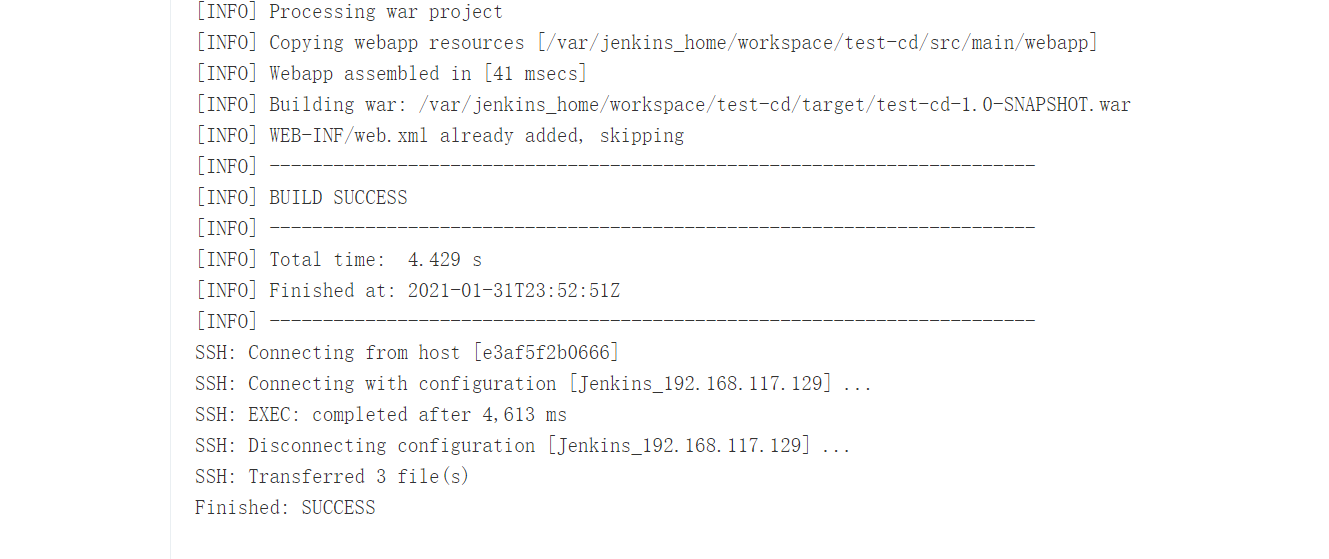 [INFO] Processing war project
[INFO] Copying webapp resources [/var/jenkins_home/workspace/test-cd/src/main/webapp]
[INFO] Webapp assembled in [41 msecs]
[INFO] Building war: /var/jenkins_home/workspace/test-cd/target/test-cd-1.0-SNAPSHOT.war
[INFO] WEB-INF/web.xml already added, skipping
[INFO] ------------------------------------------------------------------------
[INFO] BUILD SUCCESS
[INFO] ------------------------------------------------------------------------
[INFO] Total time:  4.429 s
[INFO] Finished at: 2021-01-31T23:52:51Z
[INFO] ------------------------------------------------------------------------
SSH: Connecting from host [e3af5f2b0666]
SSH: Connecting with configuration [Jenkins_192.168.117.129] ...
SSH: EXEC: completed after 4,613 ms
SSH: Disconnecting configuration [Jenkins_192.168.117.129] ...
SSH: Transferred 3 file(s)
Finished: SUCCESS